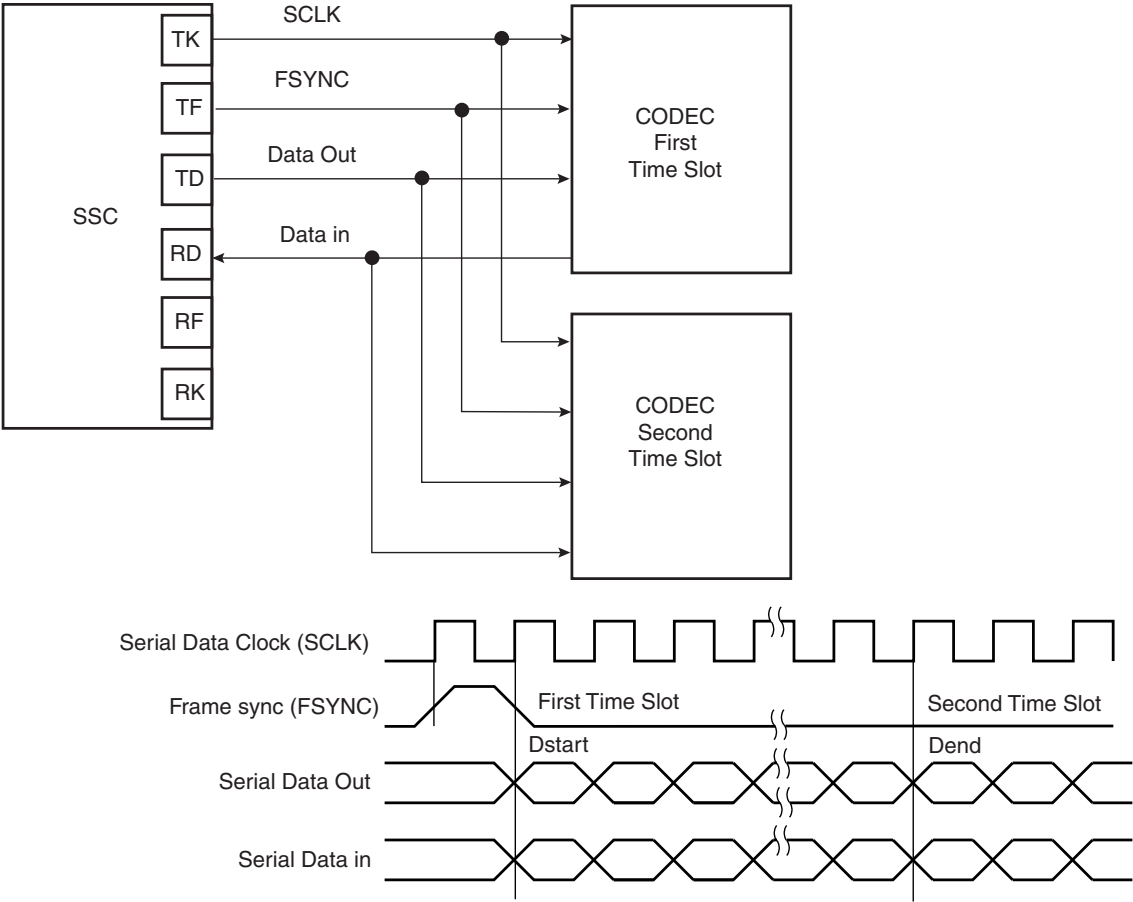 SCLK
TK
FSYNC
TF
CODEC
First
Time Slot
Data Out
TD
SSC
Data in
RD
RF
RK
CODEC
Second
Time Slot
Serial Data Clock (SCLK)
Frame sync (FSYNC)
First Time Slot
Second Time Slot
Dstart
Dend
Serial Data Out
Serial Data in